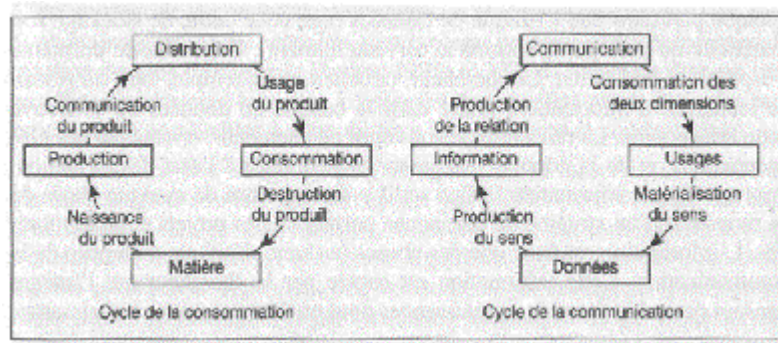 Distribution
Communication
du produit
Usage
du produit
Production
Consommation
Naissance
du produit
Destruction
du produit
Matière
Cycle de la consommation
Communication
Production
de la relation
Consommation des
deux dimensions
Information
Usages
Production
du sens
Matérialisation
du sens
Données
Cycle de la communication